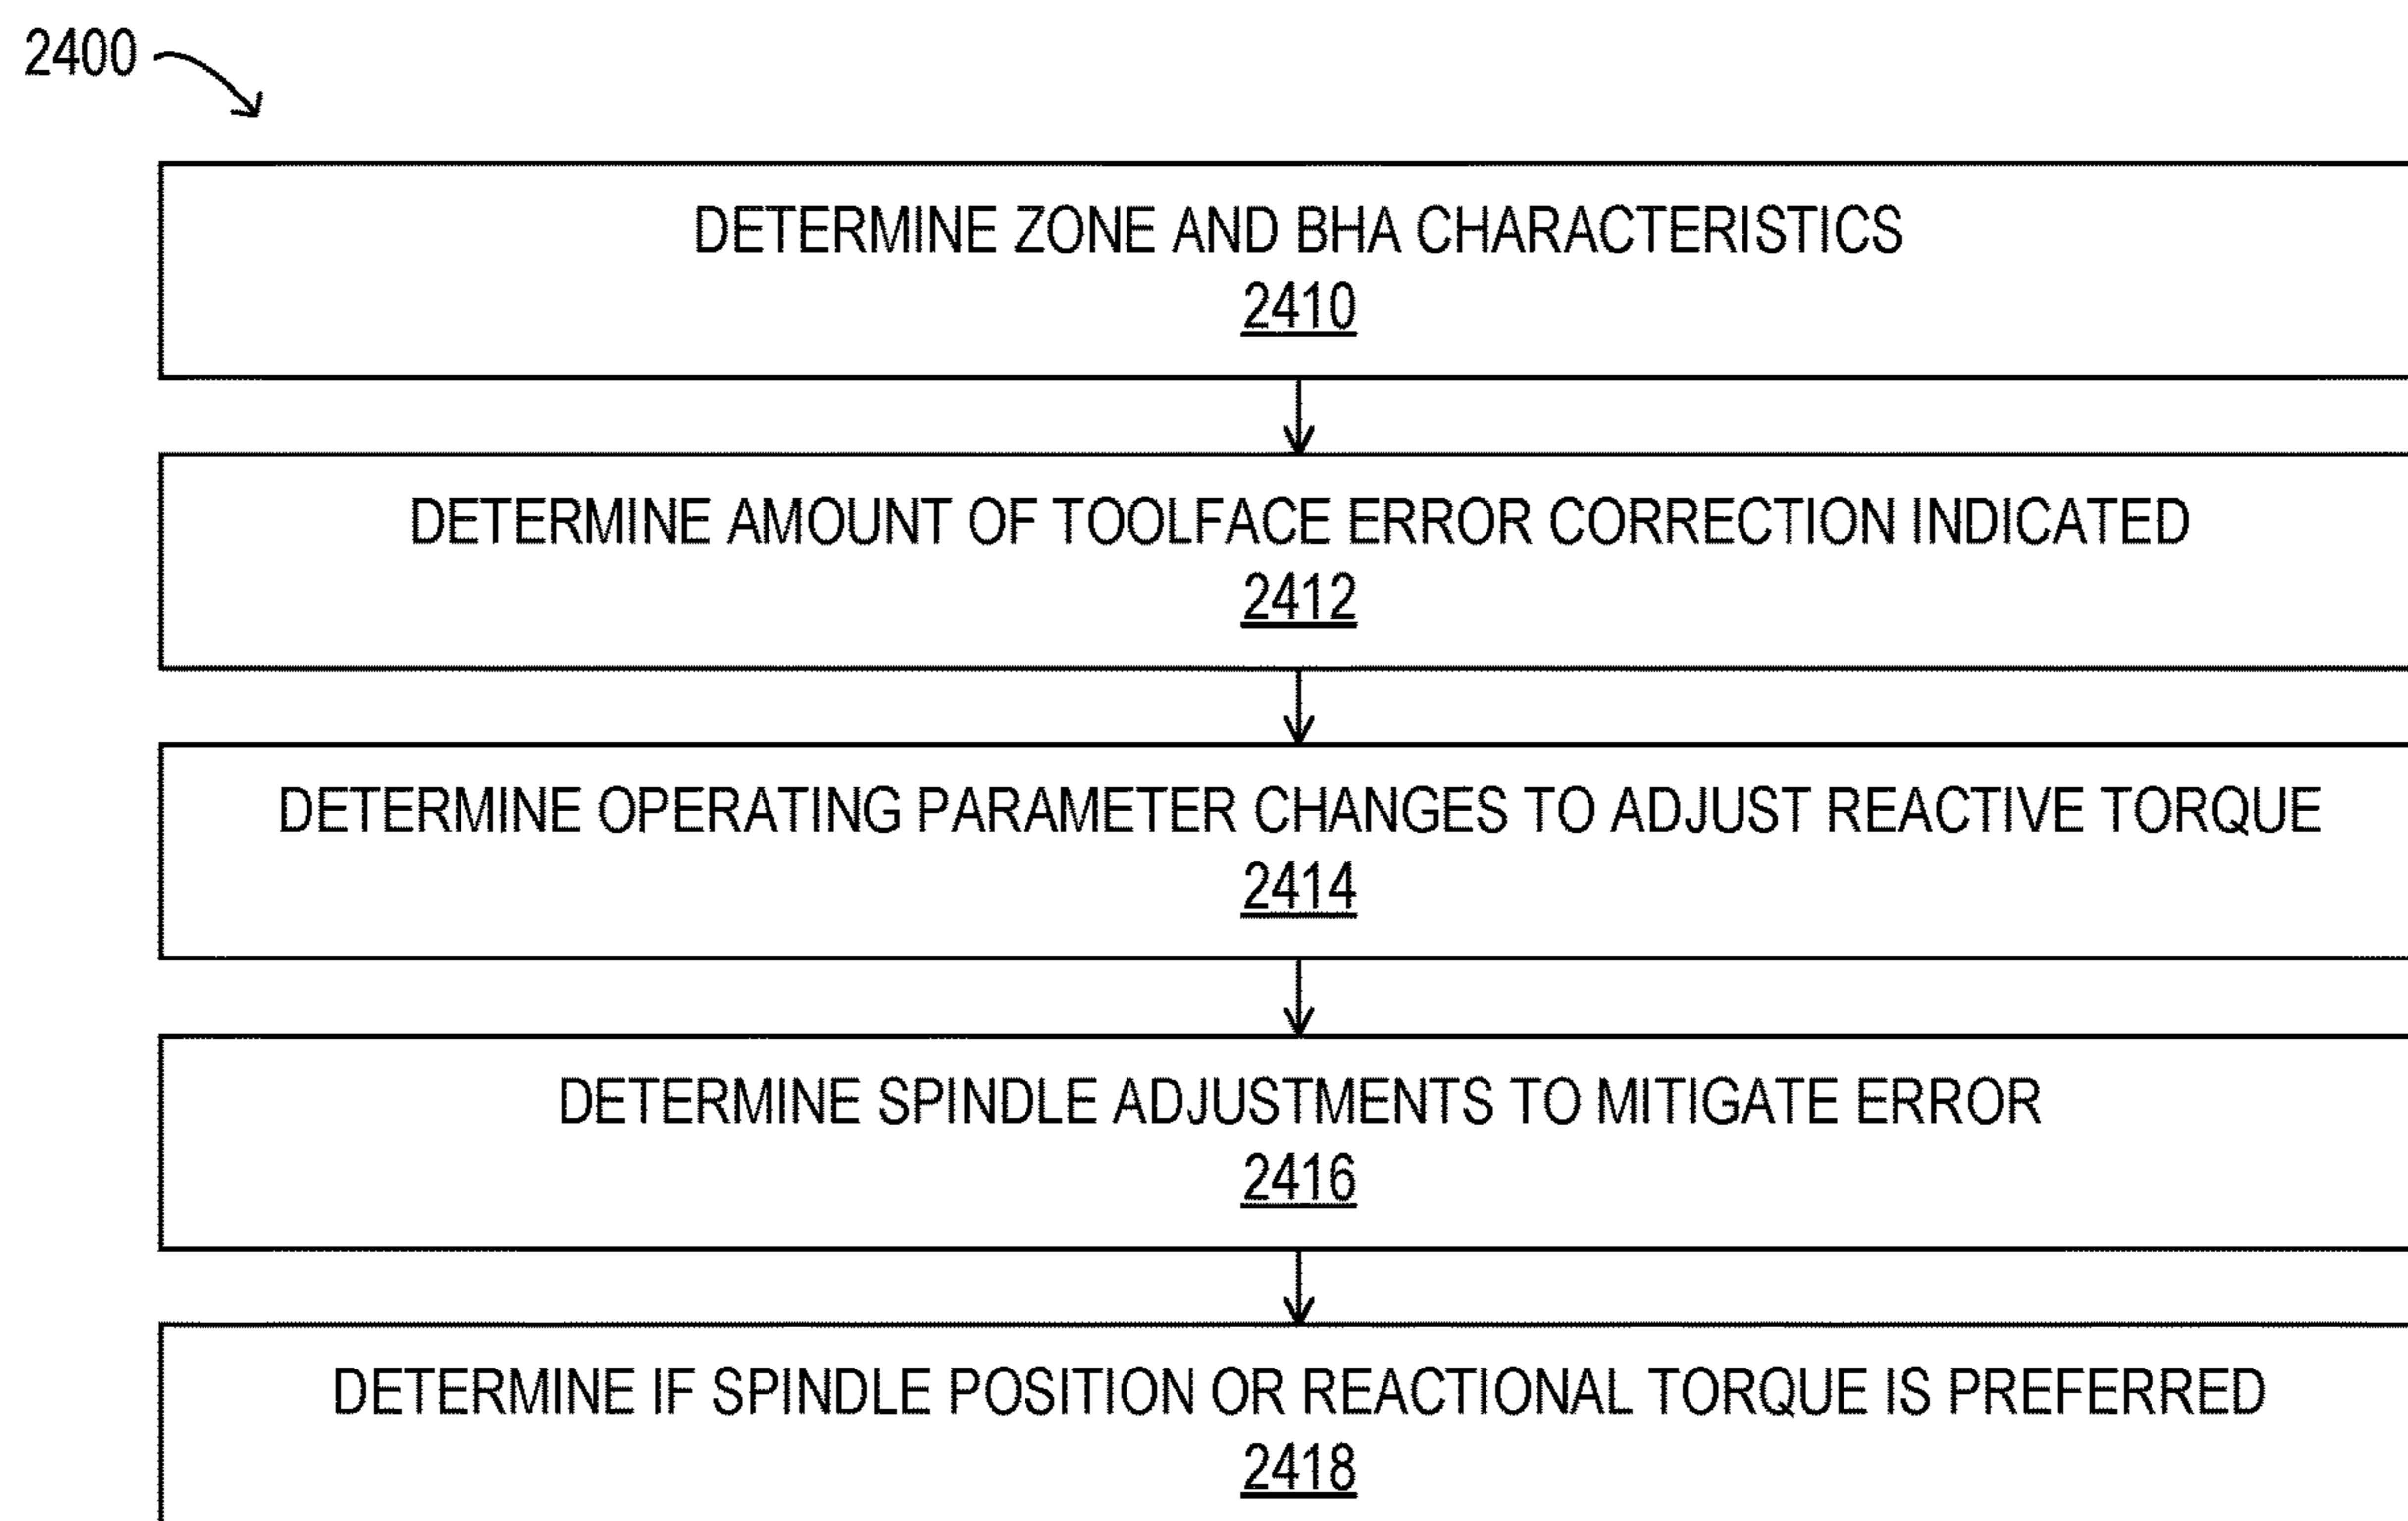 2400
DETERMINE ZONE AND BHA CHARACTERISTICS
2410
DETERMINE AMOUNT OF TOOLFACE ERROR CORRECTION INDICATED
2412
DETERMINE OPERATING PARAMETER CHANGES TO ADJUST REACTIVE TORQUE
2414
DETERMINE SPINDLE ADJUSTMENTS TO MITIGATE ERROR
2416
DETERMINE IF SPINDLE POSITION OR REACTIONAL TORQUE IS PREFERRED
2418